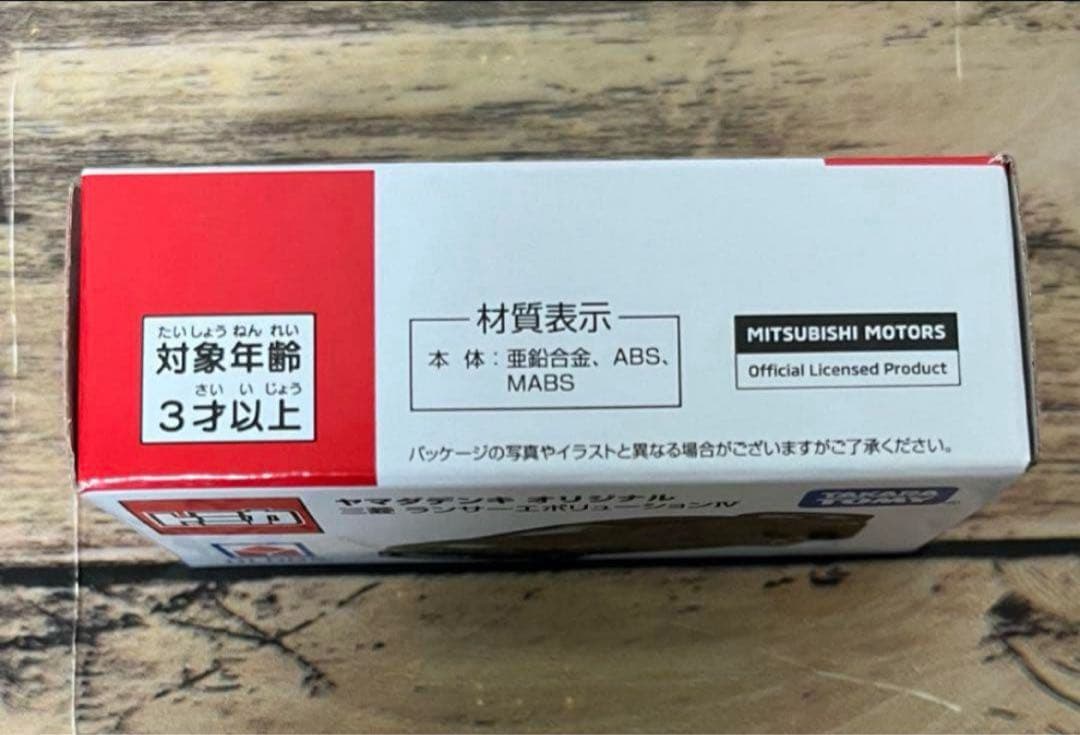 たいしょう ねん れい
対象年齢
さい い じょう
3才以上
材質表示
本 体：亜鉛合金、ABS、
MABS
MITSUBISHI MOTORS
Official Licensed Product
パッケージの写真やイラストと異なる場合がございますがご了承ください。
トミカ
ヤマダデンキ オリジナル
三菱 ランサーエボリューションIV
TAKARA
TOMY